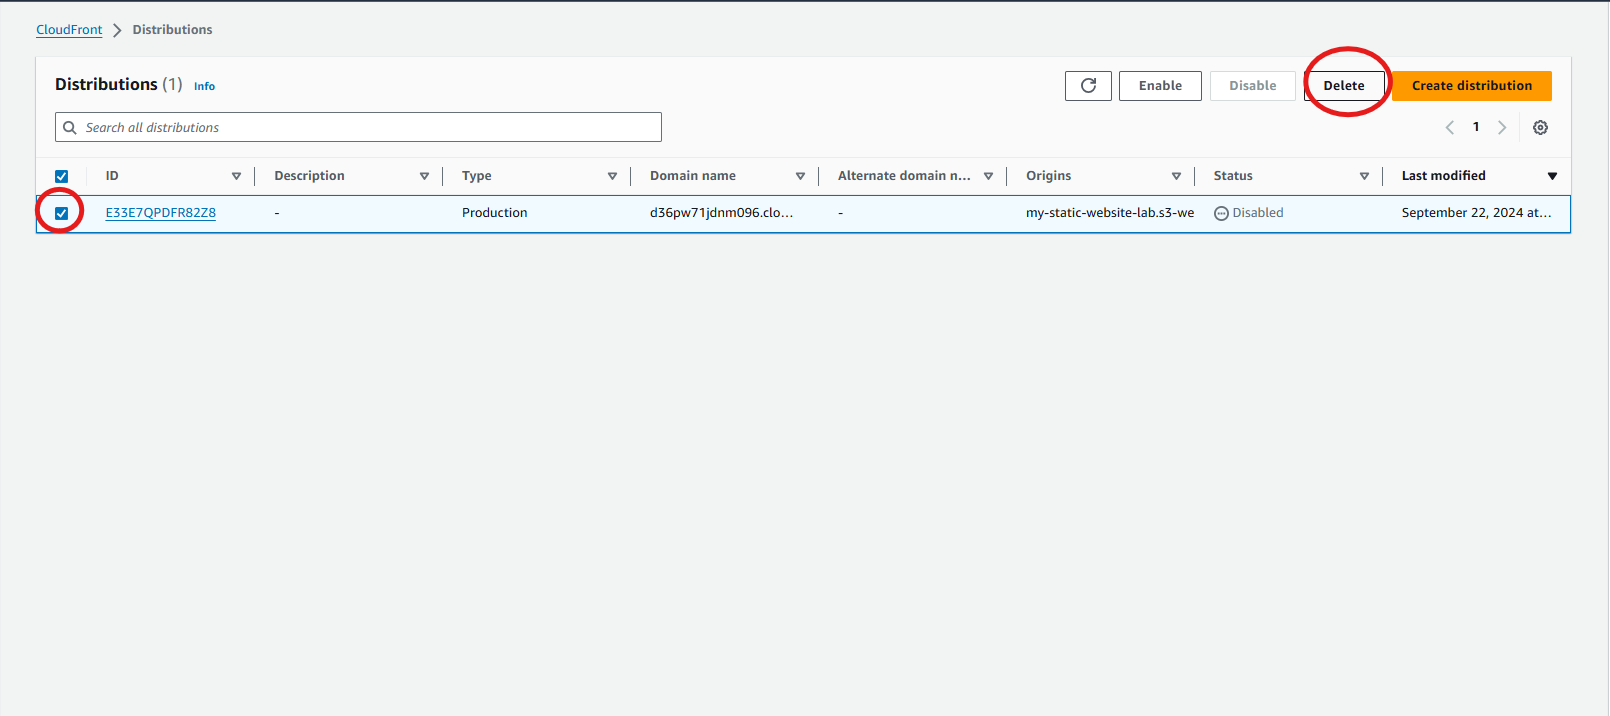 CloudFront > Distributions
Distributions (1) Info
Enable Disable Delete Create distribution
Search all distributions
1
ID Description Type Domain name Alternate domain n... Origins Status Last modified
E33E7QPDFR82Z8 - Production d36pw71jdnm096.clo... - my-static-website-lab.s3-we Disabled September 22, 2024 at...